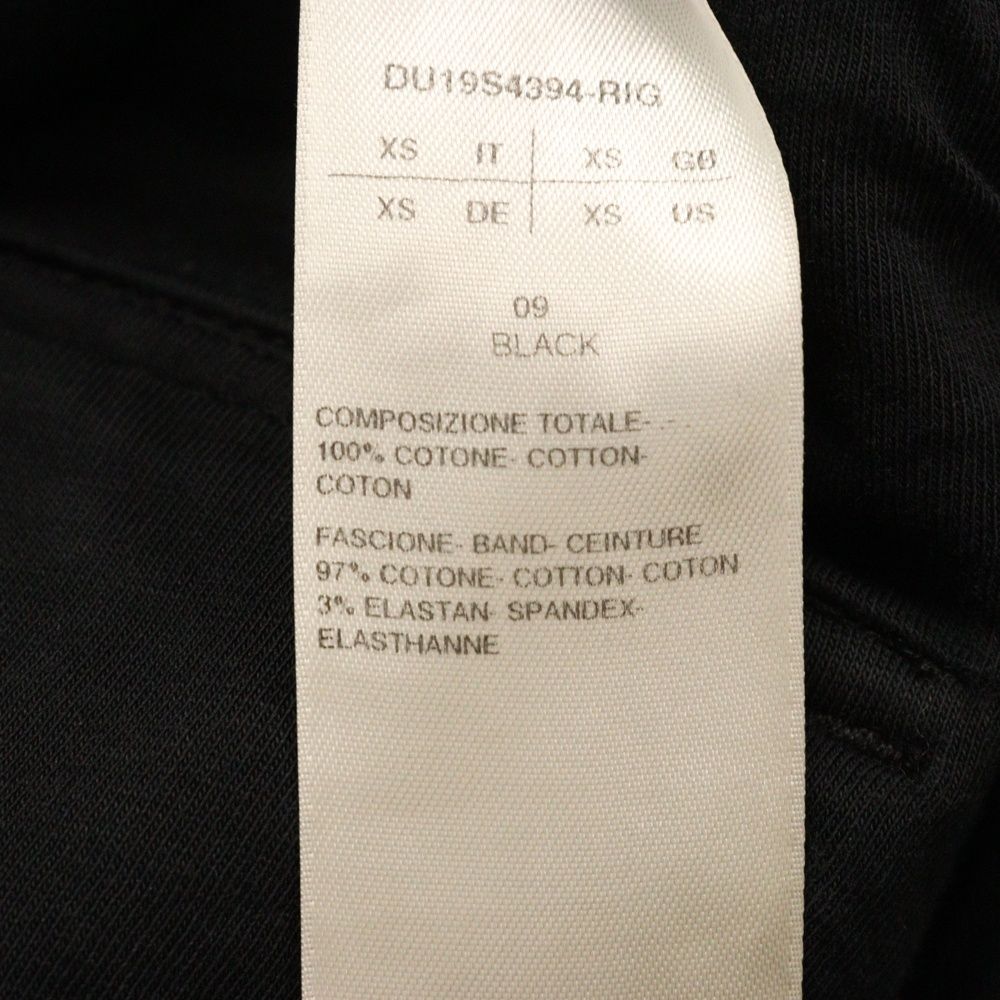 DU19S4394-RIG
XS IT XS GB
XS DE XS US
09
BLACK
COMPOSIZIONE TOTALE- .-
100% COTONE- COTTON-
COTON
FASCIONE- BAND- CEINTURE
97% COTONE- COTTON- COTON
3% ELASTAN- SPANDEX-
ELASTHANNE